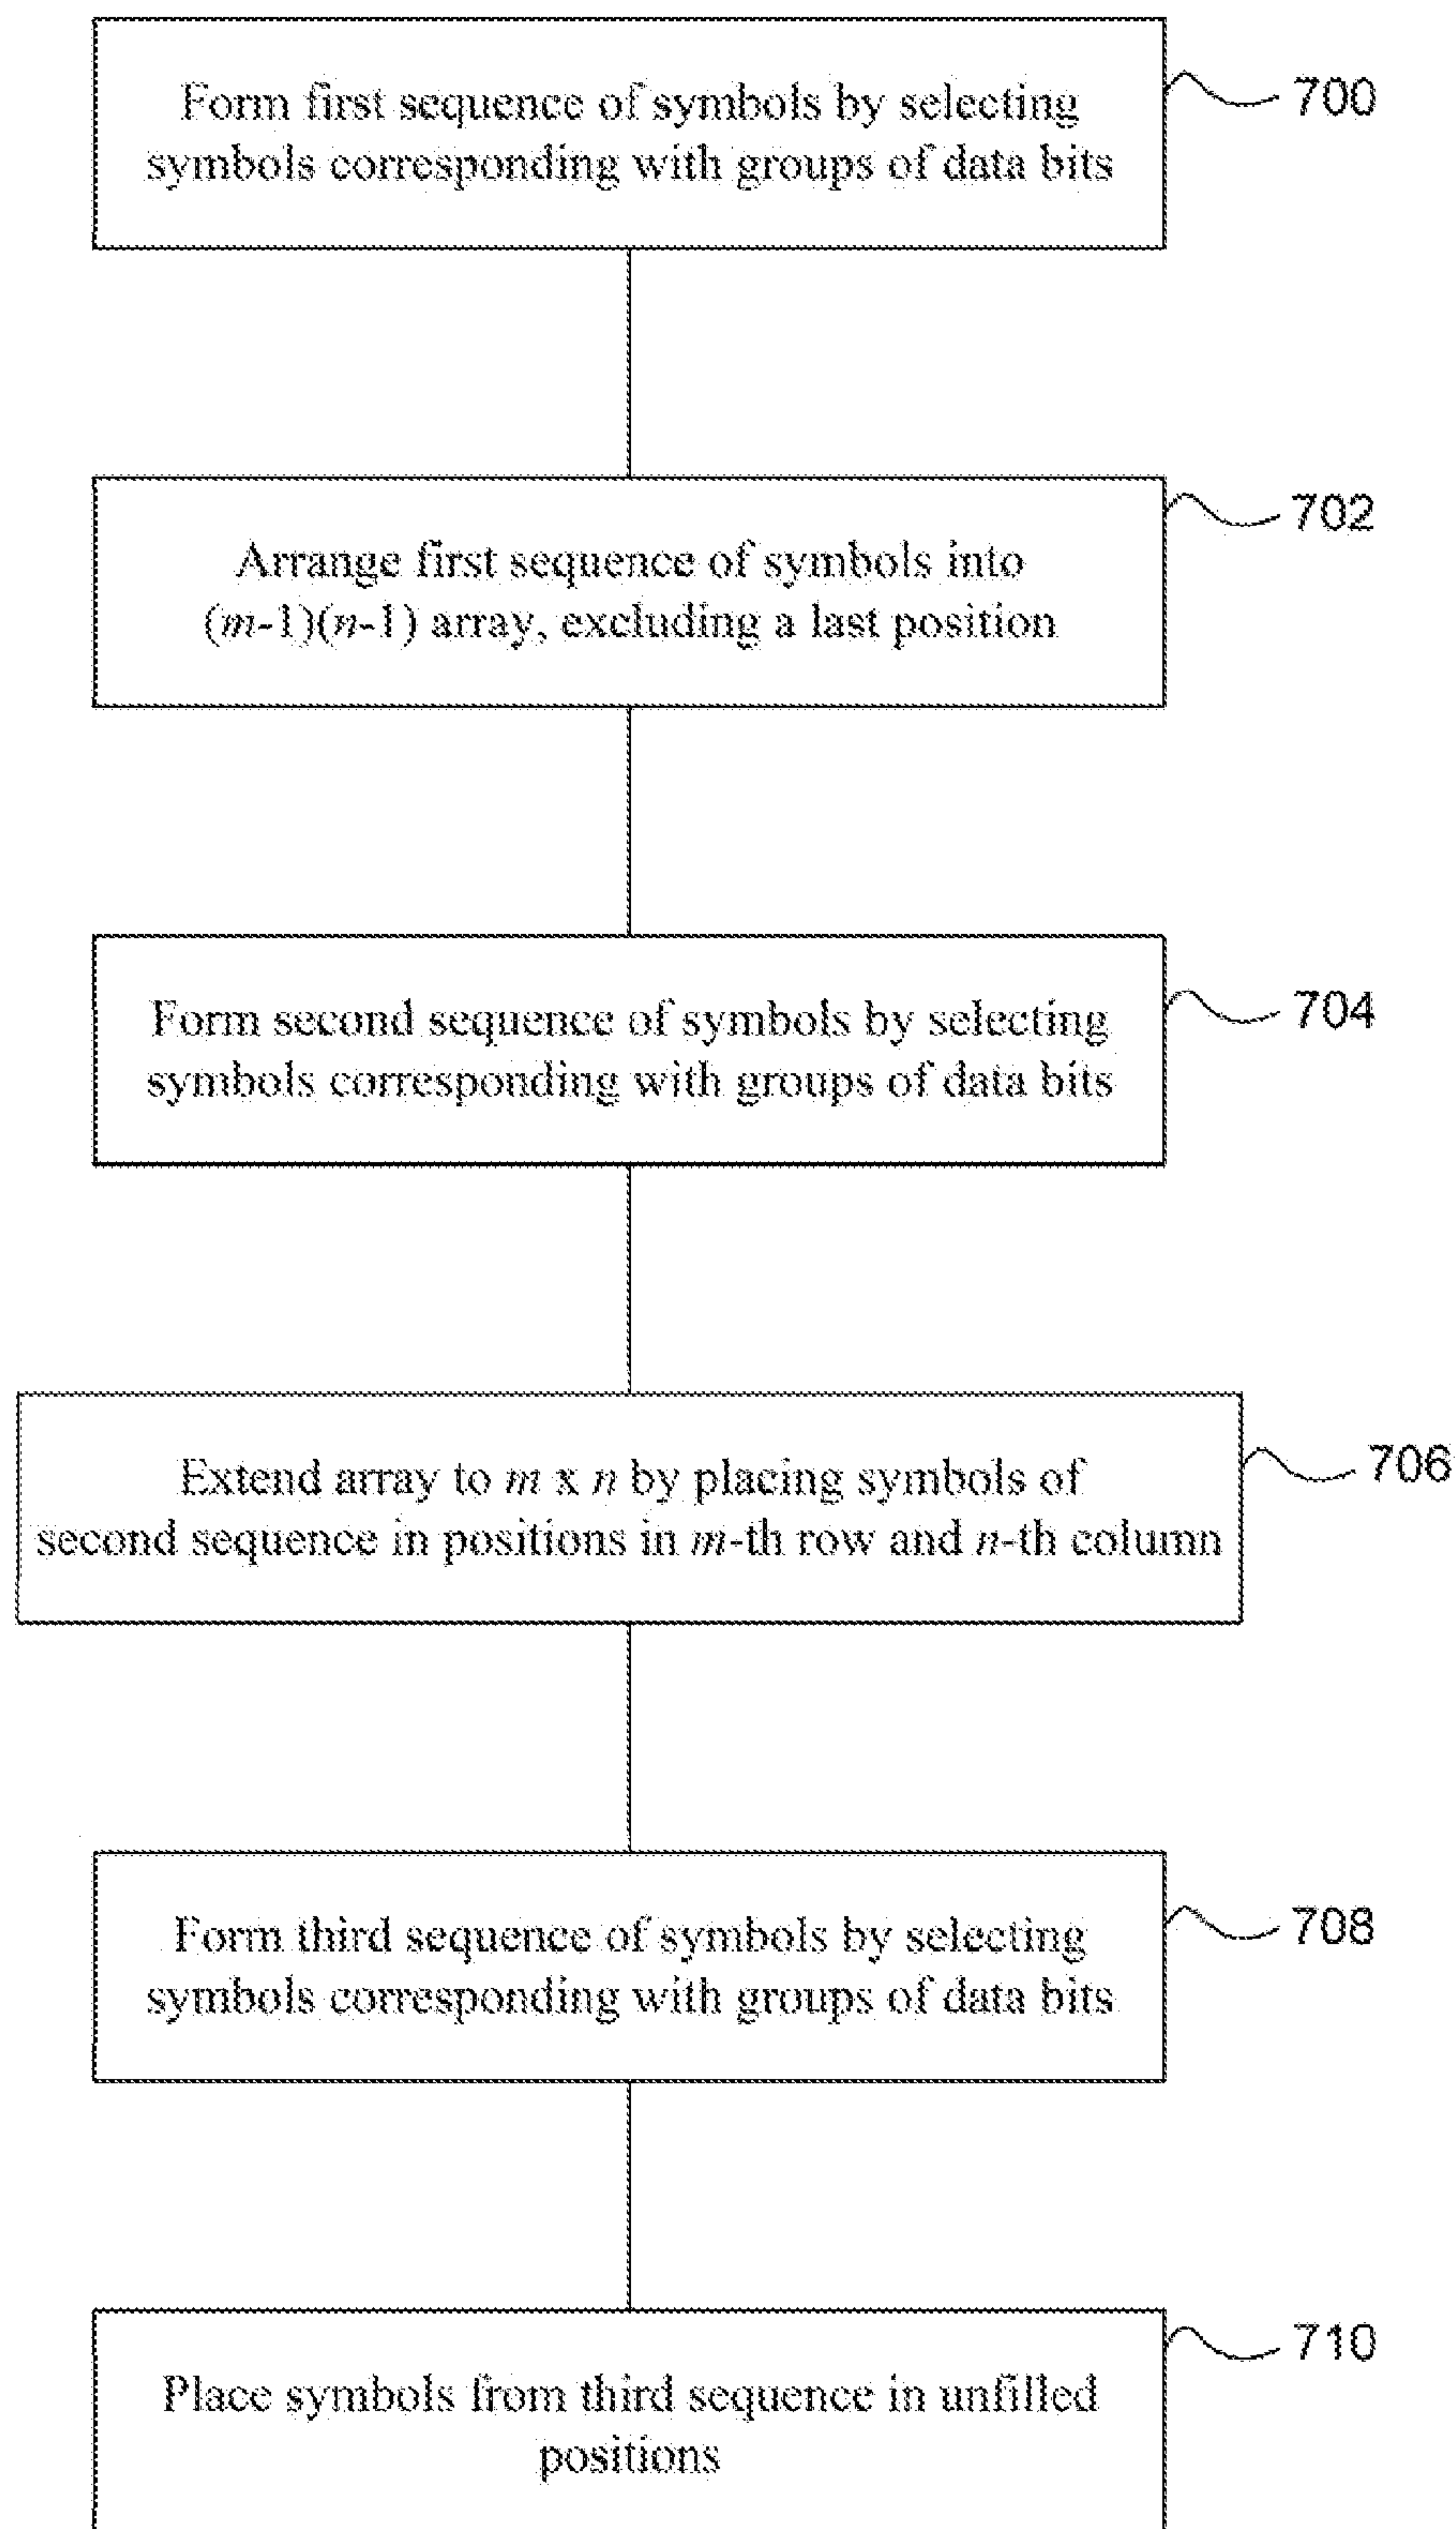 Form first sequence of symbols by selecting
symbols corresponding with groups of data bits
700
Arrange first sequence of symbols into
(m-1)(n-1) array, excluding a last position
702
Form second sequence of symbols by selecting
symbols corresponding with groups of data bits
704
Extend array to m x n by placing symbols of
second sequence in positions in m-th row and n-th column
706
Form third sequence of symbols by selecting
symbols corresponding with groups of data bits
708
Place symbols from third sequence in unfilled
positions
710